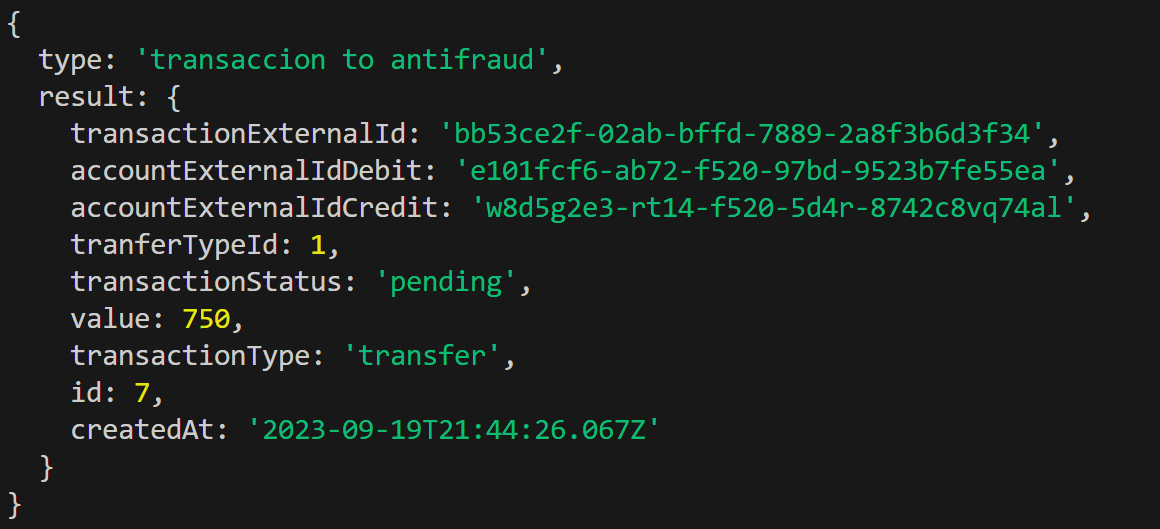 {
  type: 'transaccion to antifraud',
  result: {
    transactionExternalId: 'bb53ce2f-02ab-bffd-7889-2a8f3b6d3f34',
    accountExternalIdDebit: 'e101fcf6-ab72-f520-97bd-9523b7fe55ea',
    accountExternalIdCredit: 'w8d5g2e3-rt14-f520-5d4r-8742c8vq74al',
    tranferTypeId: 1,
    transactionStatus: 'pending',
    value: 750,
    transactionType: 'transfer',
    id: 7,
    createdAt: '2023-09-19T21:44:26.067Z'
  }
}